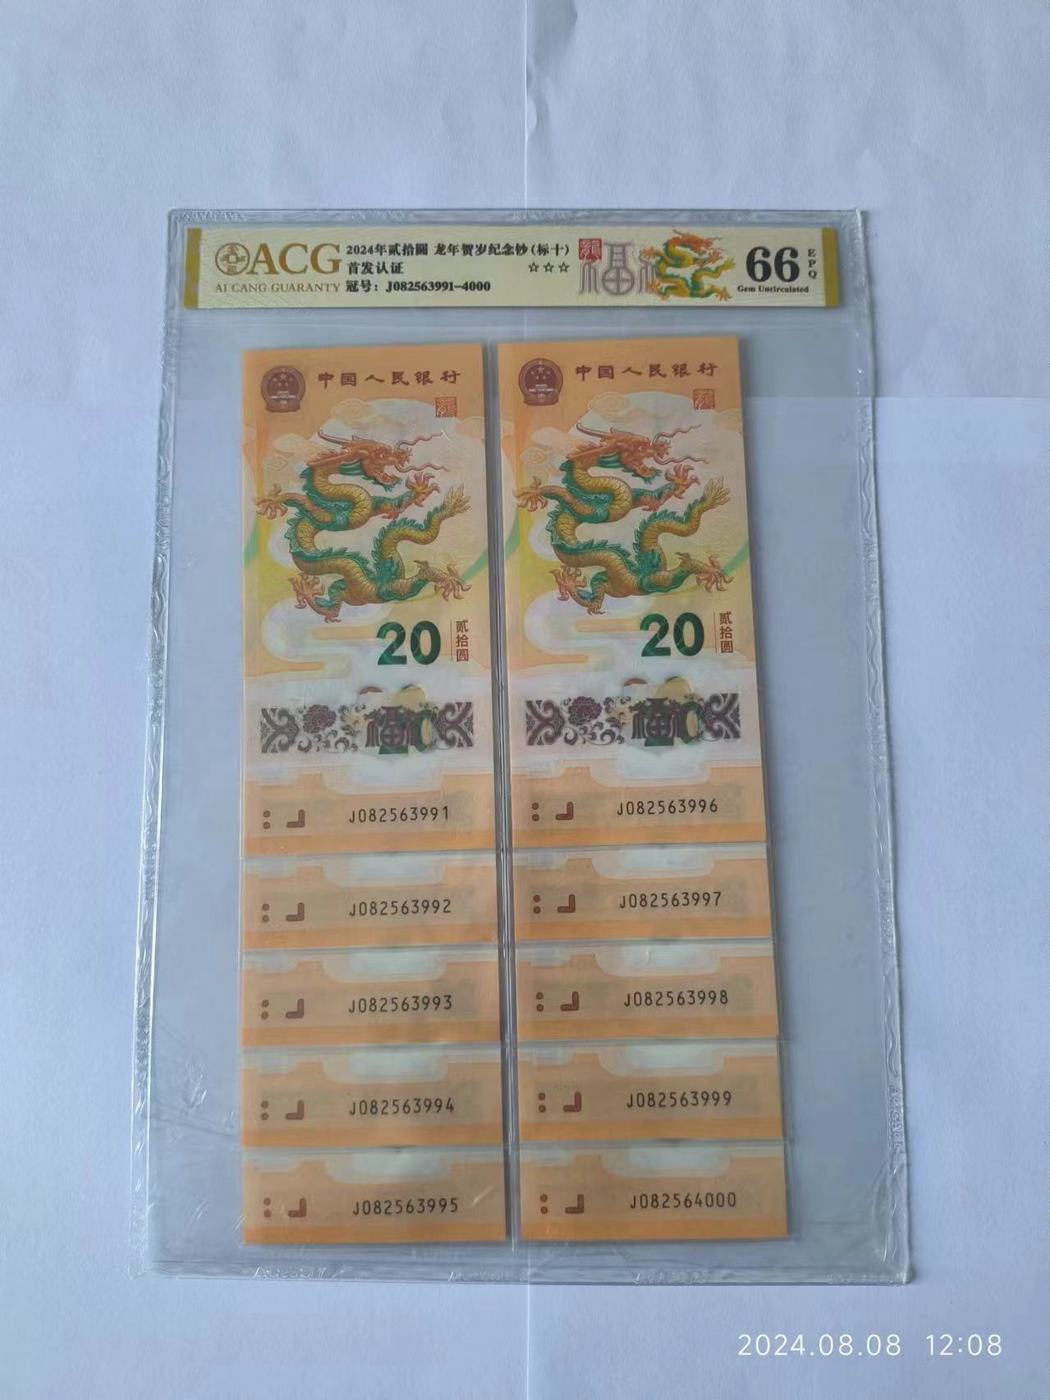 ACG
AI CANG GUARANTY
2024年贰拾圆 龙年贺岁纪念钞(标十)
首发认证 ☆☆☆
冠号: J082563991-4000
福
66
EPQ
Gem Uncirculated
中国人民银行
20
贰拾圆
福
J082563991
J082563992
J082563993
J082563994
J082563995
中国人民银行
20
贰拾圆
福
J082563996
J082563997
J082563998
J082563999
J082564000
2024.08.08 12:08